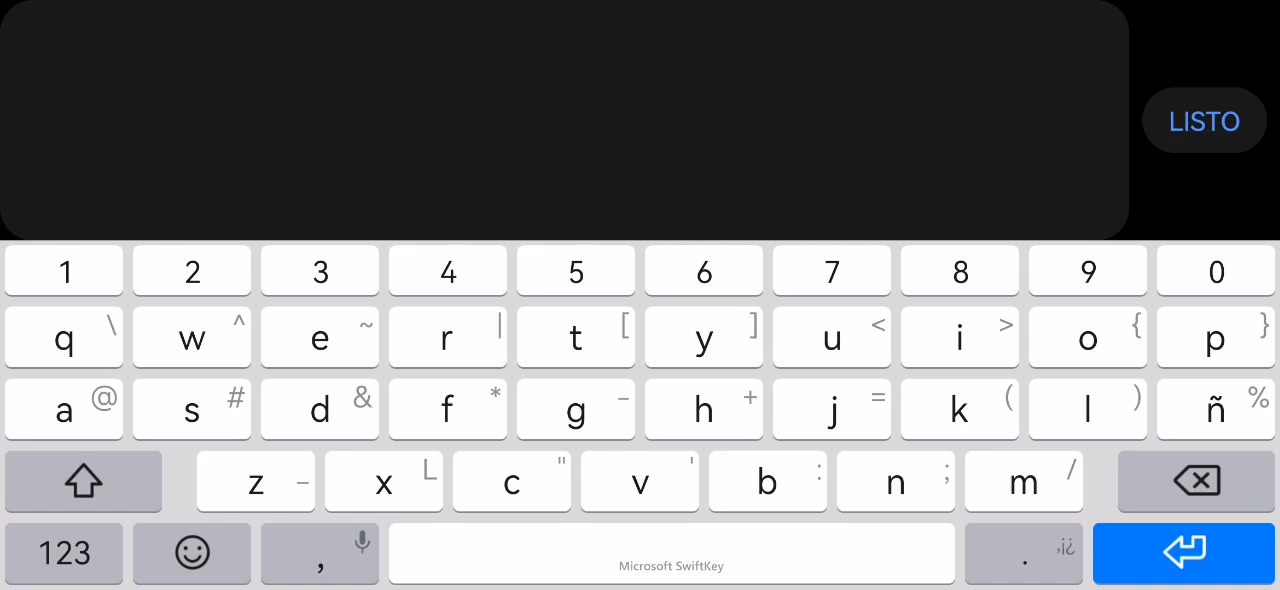 LISTO
1 2 3 4 5 6 7 8 9 0
q \ w ^ e ~ r | t [ y ] u < i > o { p }
a @ s # d & f * g – h + j = k ( l ) ñ %
z _ x L c " v ' b : n ; m /
123 , Microsoft SwiftKey . ,¡¿